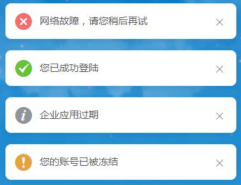 网络故障，请您稍后再试
您已成功登陆
企业应用过期
您的账号已被冻结